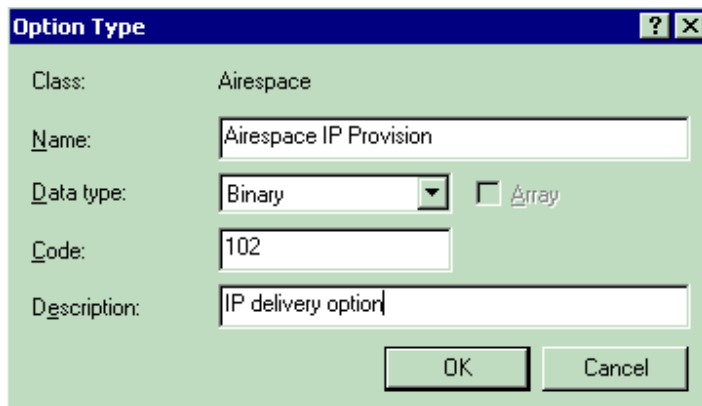 Option Type
Class: Airespace
Name: Airespace IP Provision
Data type: Binary Array
Code: 102
Description: IP delivery option
OK Cancel